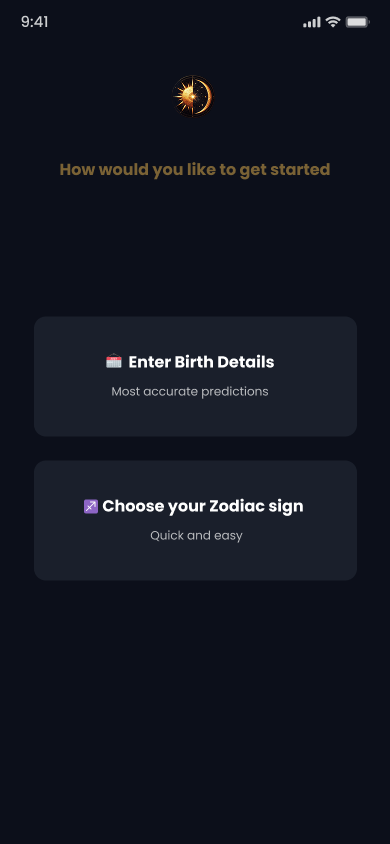 9:41
How would you like to get started
Enter Birth Details
Most accurate predictions
Choose your Zodiac sign
Quick and easy